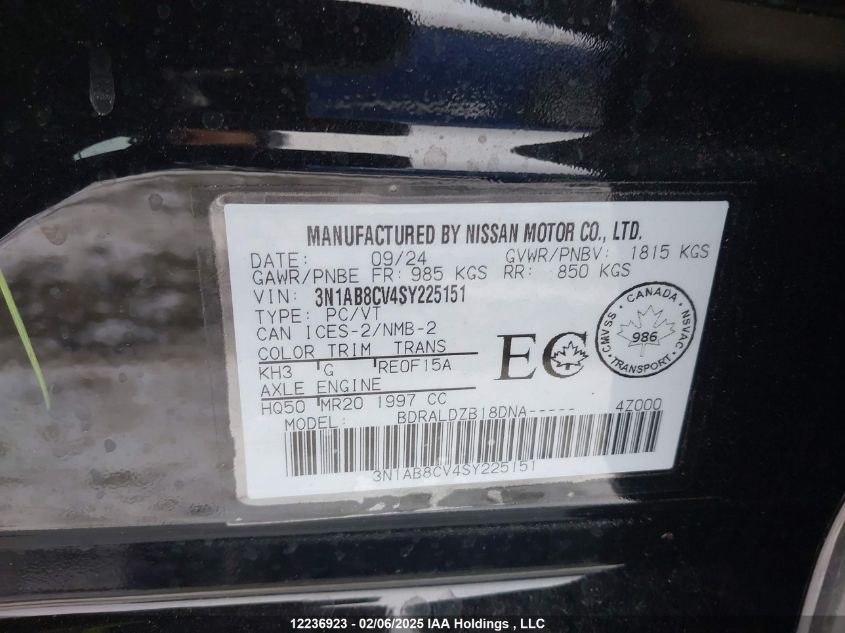 MANUFACTURED BY NISSAN MOTOR CO., LTD.
DATE: 09/24 GVWR/PNBV: 1815 KGS
GAWR/PNBE FR: 985 KGS RR: 850 KGS
VIN: 3N1AB8CV4SY225151
TYPE: PC/VT
CAN ICES-2/NMB-2
COLOR TRIM TRANS
KH3 G RE0F15A
AXLE ENGINE
HQ50 MR20 1997 CC
MODEL: BDRALDZB18DNA----- 4Z000
3N1AB8CV4SY225151
EC
CANADA
CMVSS NSVAC
986
TRANSPORT
12236923 - 02/06/2025 IAA Holdings , LLC